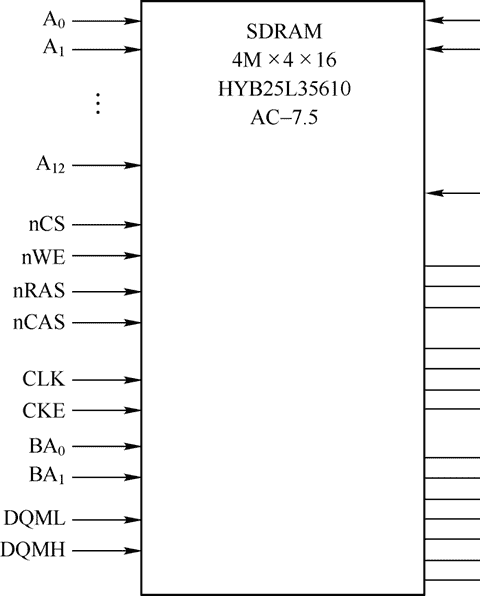 A0
A1
⋮
A12
nCS
nWE
nRAS
nCAS
CLK
CKE
BA0
BA1
DQML
DQMH
SDRAM
4M × 4 × 16
HYB25L35610
AC–7.5